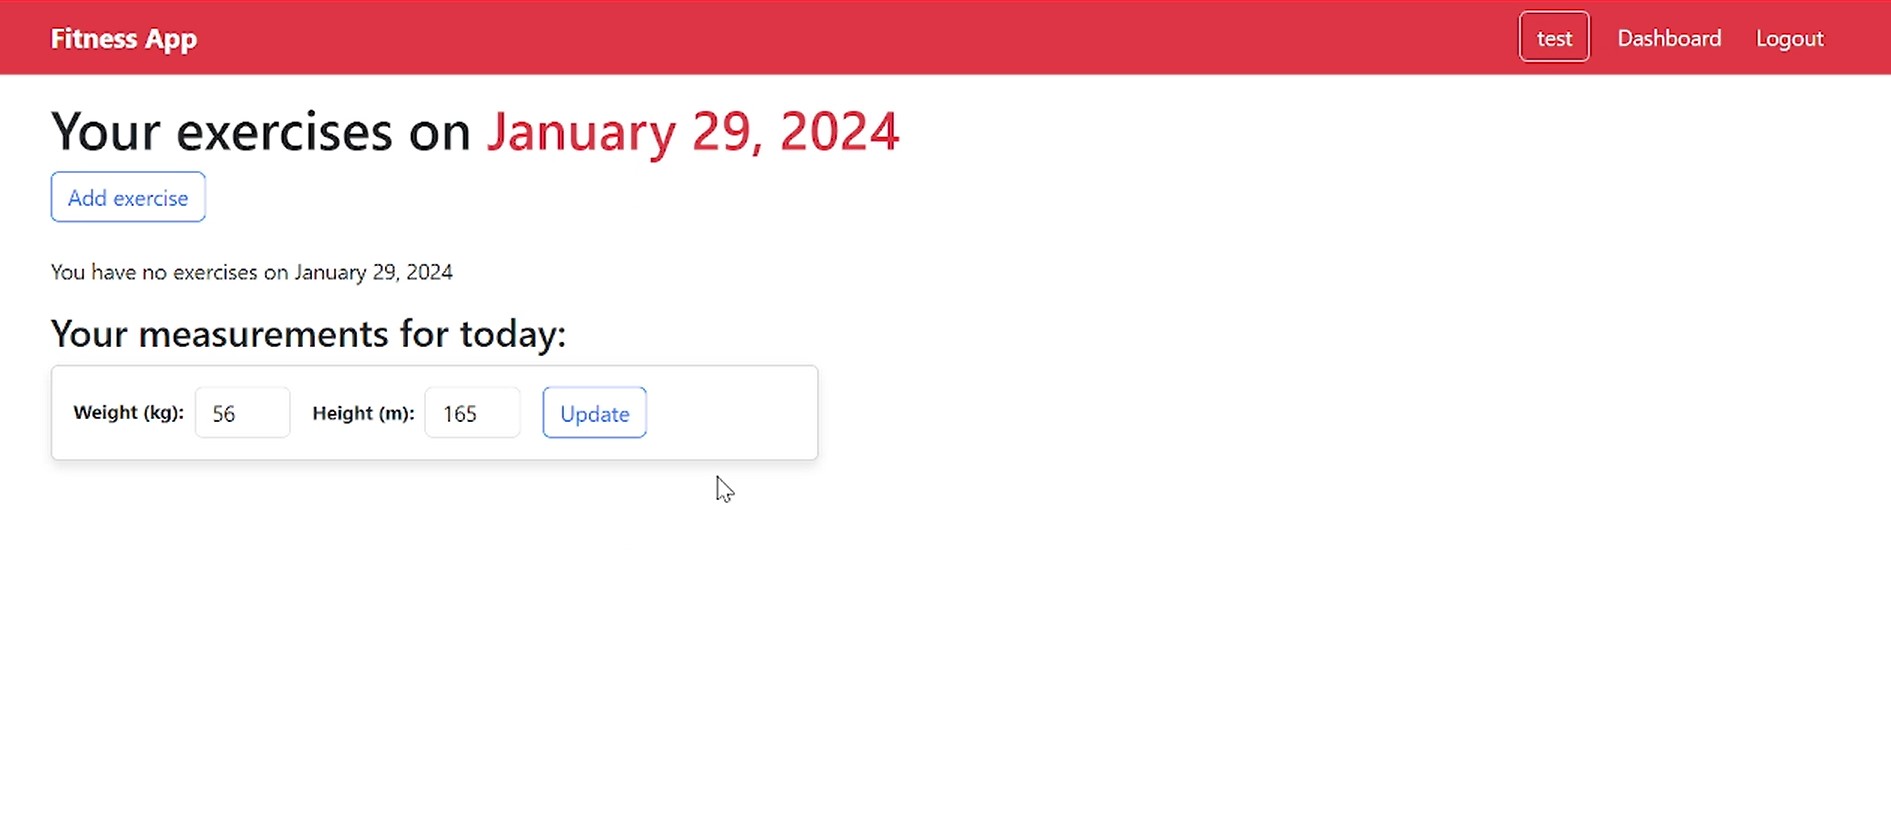 Fitness App test Dashboard Logout
Your exercises on January 29, 2024
Add exercise
You have no exercises on January 29, 2024
Your measurements for today:
Weight (kg): 56 Height (m): 165 Update